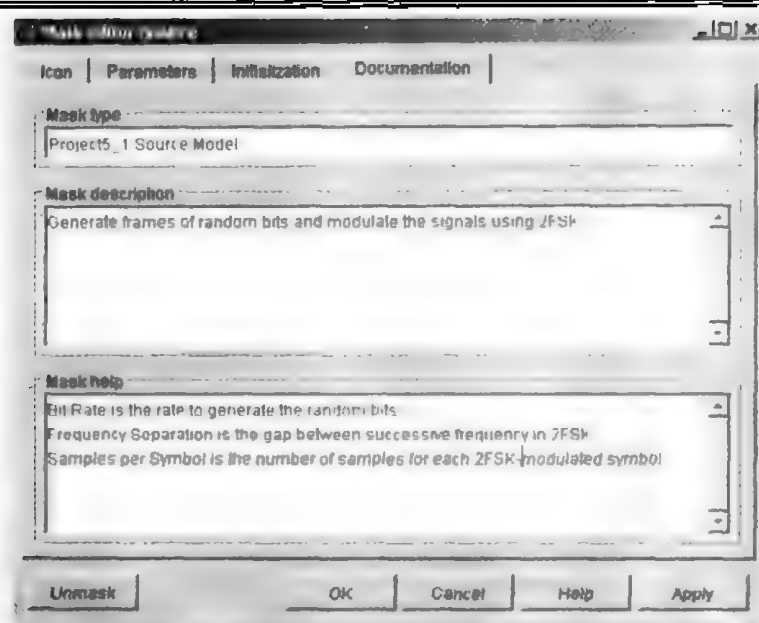 Mask editor
Icon | Parameters | Initialization Documentation
Mask type
Project5_1 Source Model
Mask description
Generate frames of random bits and modulate the signals using 2FSK
Mask help
Bit Rate is the rate to generate the random bits
Frequency Separation is the gap between successive frequenry in 2FSK
Samples per Symbol is the number of samples for each 2FSK-modulated symbol
Unmask OK Cancel Help Apply